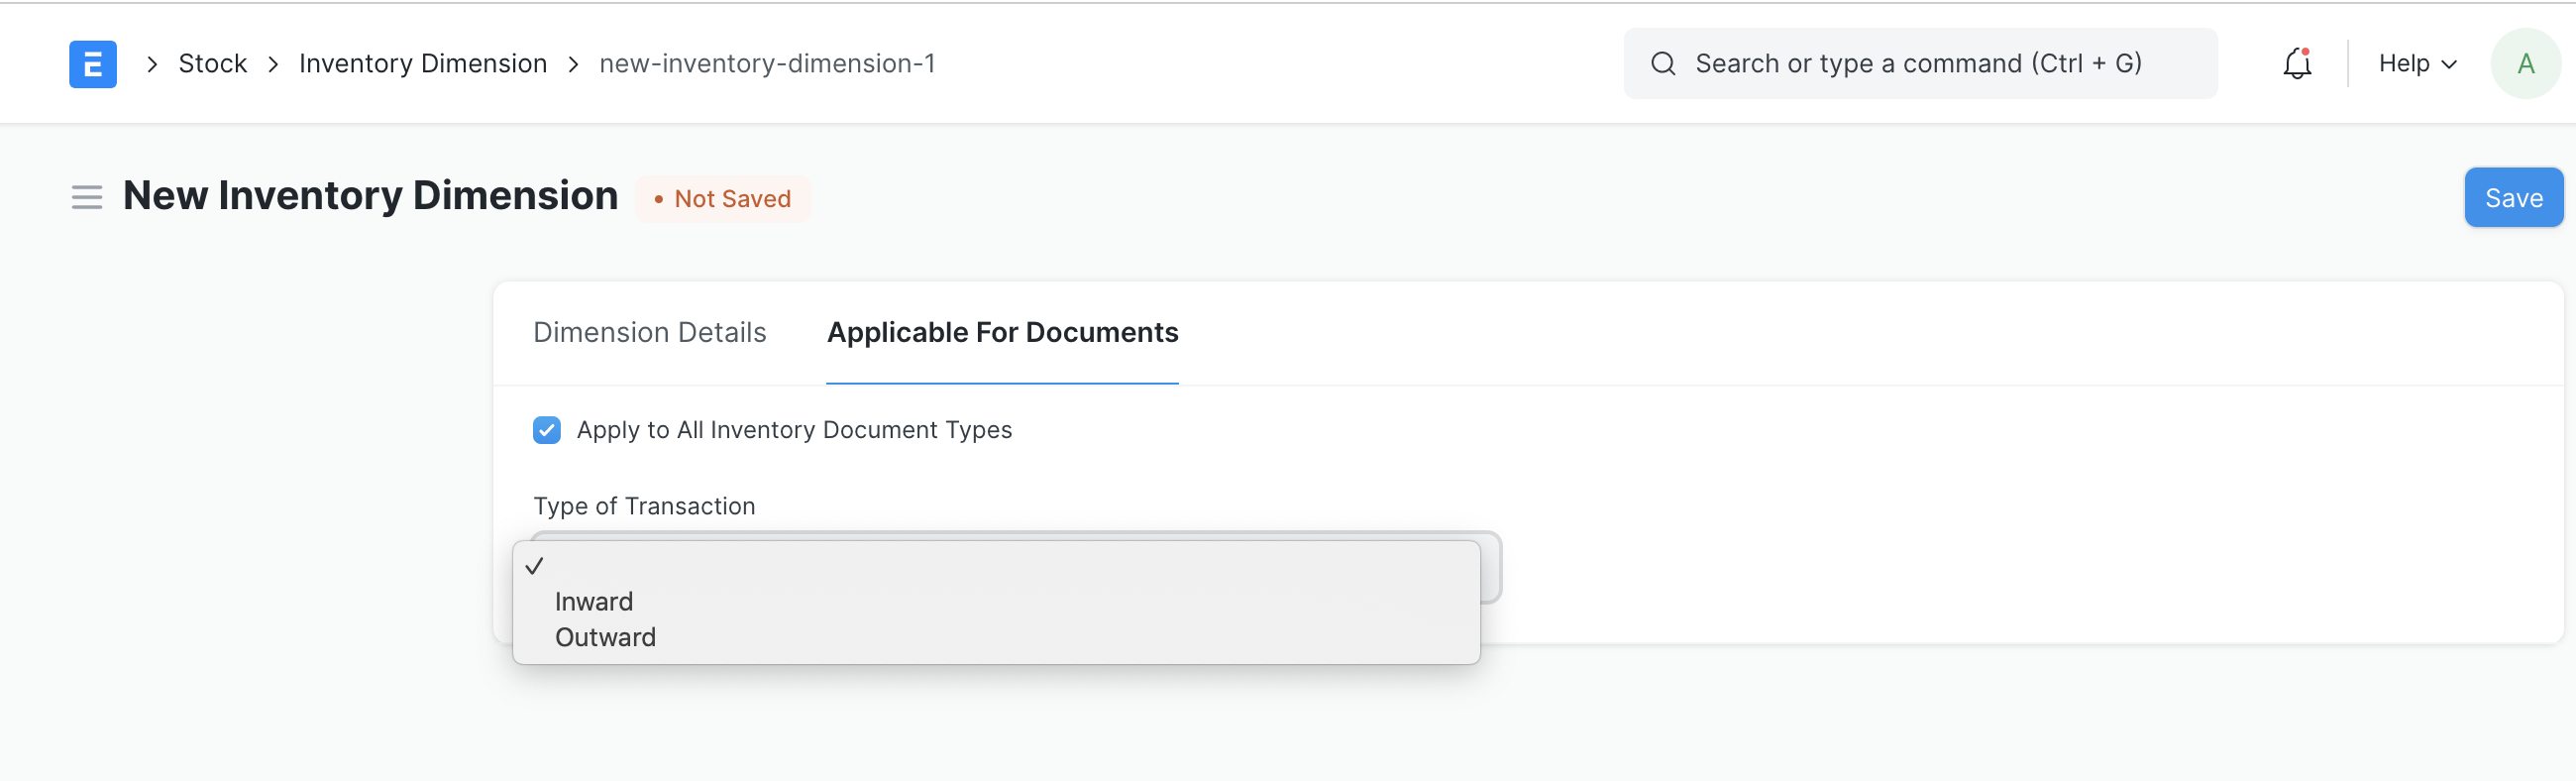 Stock Inventory Dimension new-inventory-dimension-1 Search or type a command (Ctrl + G) Help A
New Inventory Dimension • Not Saved Save
Dimension Details Applicable For Documents
Apply to All Inventory Document Types
Type of Transaction
Inward
Outward